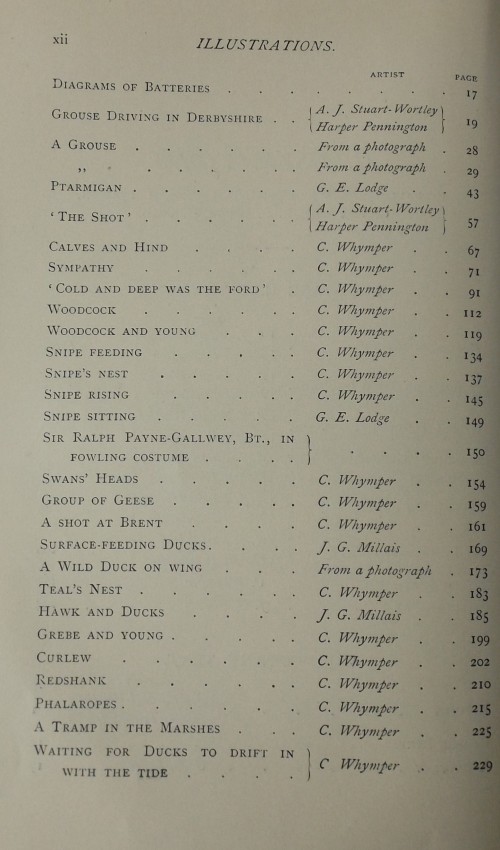 xii
ILLUSTRATIONS.
ARTIST PAGE
DIAGRAMS OF BATTERIES . . . . . . . 17
GROUSE DRIVING IN DERBYSHIRE . . { A. J. Stuart-Wortley }
{ Harper Pennington } 19
A GROUSE . . . . . From a photograph . 28
,, . . . . . From a photograph . 29
PTARMIGAN . . . . . . G. E. Lodge . . 43
'THE SHOT' . . . . . { A. J. Stuart-Wortley }
{ Harper Pennington } 57
CALVES AND HIND . . . . C. Whymper . . 67
SYMPATHY . . . . . C. Whymper . . 71
'COLD AND DEEP WAS THE FORD' . C. Whymper . . 91
WOODCOCK . . . . . C. Whymper . . 112
WOODCOCK AND YOUNG . . . C. Whymper . . 119
SNIPE FEEDING . . . . C. Whymper . . 134
SNIPE'S NEST . . . . . C. Whymper . . 137
SNIPE RISING . . . . C. Whymper . . 145
SNIPE SITTING . . . . . G. E. Lodge . . 149
SIR RALPH PAYNE-GALLWEY, BT., IN
FOWLING COSTUME . . . . } . . . . 150
SWANS' HEADS . . . . . C. Whymper . . 154
GROUP OF GEESE . . . . C. Whymper . . 159
A SHOT AT BRENT . . . . C. Whymper . . 161
SURFACE-FEEDING DUCKS . . . . J. G. Millais . . 169
A WILD DUCK ON WING . . . From a photograph . 173
TEAL'S NEST . . . . . C. Whymper . . 183
HAWK AND DUCKS . . . . J. G. Millais . . 185
GREBE AND YOUNG . . . . . C. Whymper . . 199
CURLEW . . . . . C. Whymper . . 202
REDSHANK . . . . . C. Whymper . . 210
PHALAROPES . . . . . . C. Whymper . . 215
A TRAMP IN THE MARSHES . . . C. Whymper . . 225
WAITING FOR DUCKS TO DRIFT IN
WITH THE TIDE . . . . } C Whymper . . 229